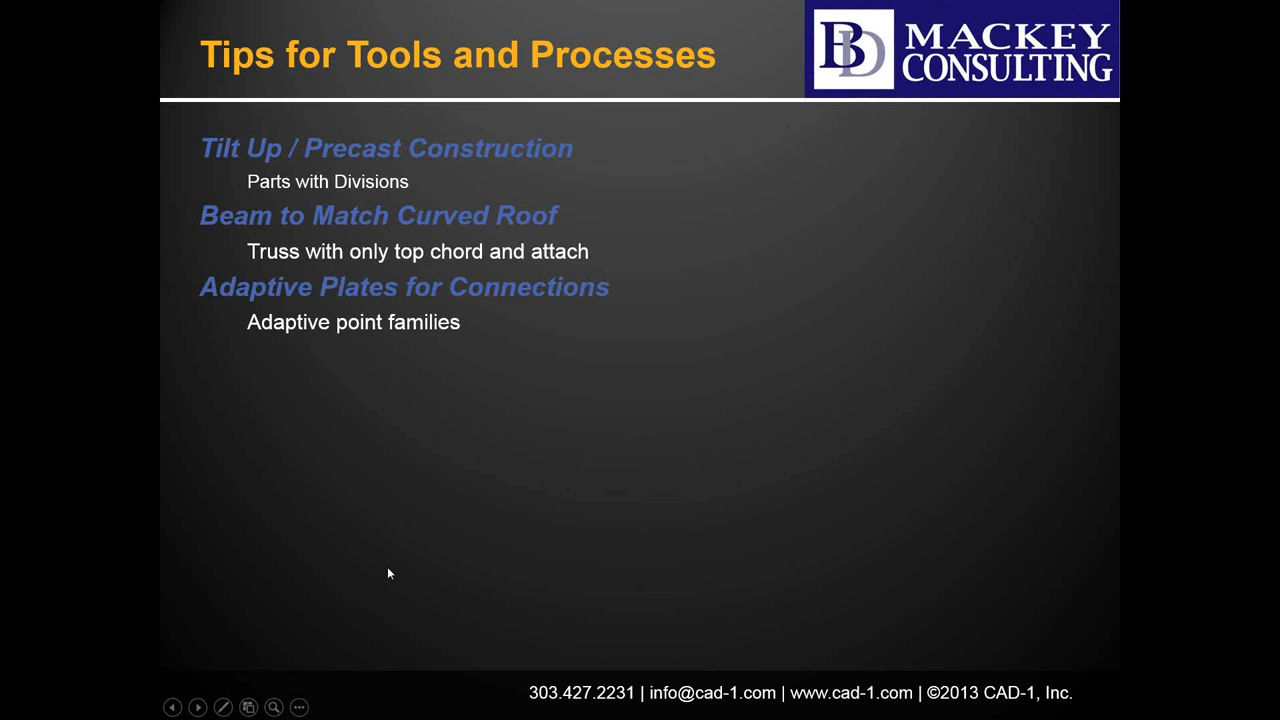 Tips for Tools and Processes
BD
MACKEY
CONSULTING
Tilt Up / Precast Construction
Parts with Divisions
Beam to Match Curved Roof
Truss with only top chord and attach
Adaptive Plates for Connections
Adaptive point families
303.427.2231 | info@cad-1.com | www.cad-1.com | ©2013 CAD-1, Inc.